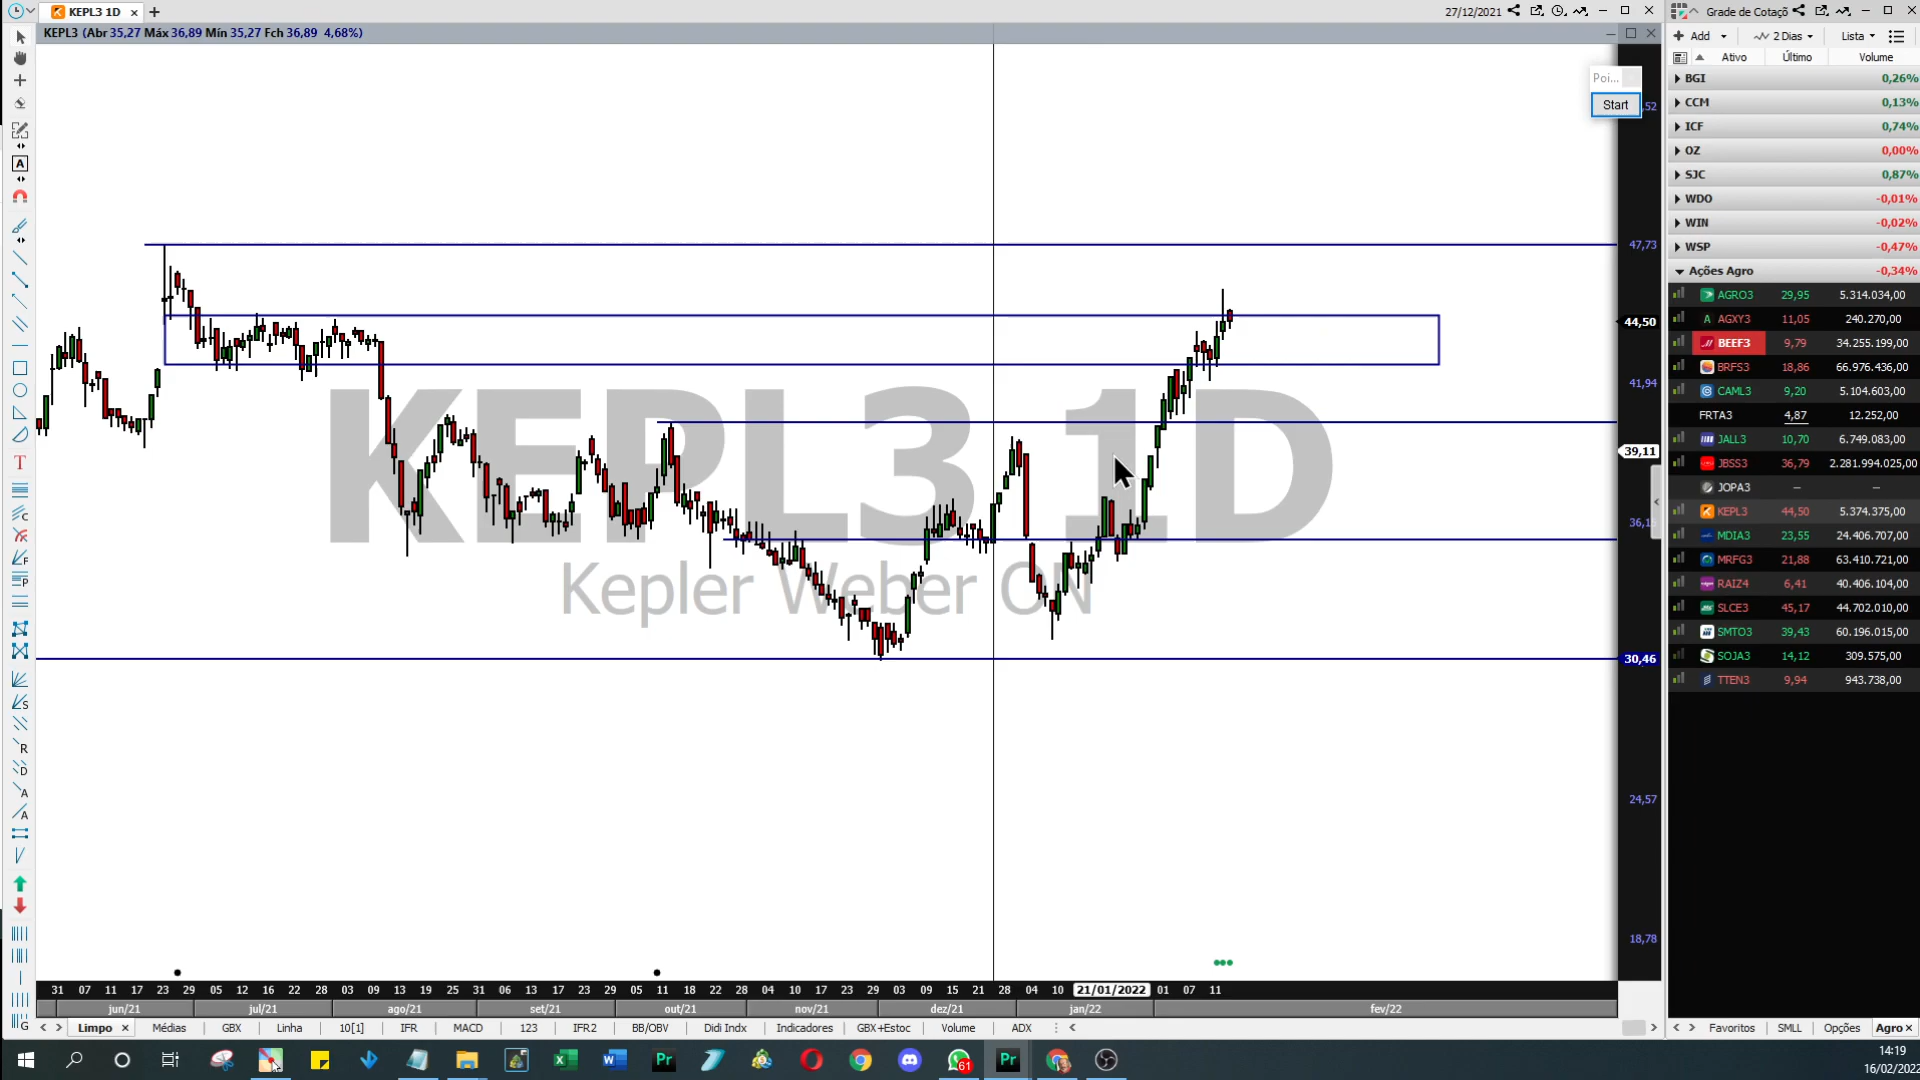 KEPL3 1D
27/12/2021
Grade de Cotaçõ
KEPL3 (Abr 35,27 Máx 36,89 Mín 35,27 Fch 36,89 4,68%)
Add
2 Dias
Lista
Ativo Último Volume
Poi...
Start
BGI 0,26%
CCM 0,13%
ICF 0,74%
OZ 0,00%
SJC 0,87%
WDO -0,01%
WIN -0,02%
WSP -0,47%
Ações Agro -0,34%
AGRO3 29,95 5.314.034,00
AGXY3 11,05 240.270,00
BEEF3 9,79 34.255.199,00
BRFS3 18,86 66.976.436,00
CAML3 9,20 5.104.603,00
FRTA3 4,87 12.252,00
JALL3 10,70 6.749.083,00
JBSS3 36,79 2.281.994.025,00
JOPA3 -- --
KEPL3 44,50 5.374.375,00
MDIA3 23,55 24.406.707,00
MRFG3 21,88 63.410.721,00
RAIZ4 6,41 40.406.104,00
SLCE3 45,17 44.702.010,00
SMTO3 39,43 60.196.015,00
SOJA3 14,12 309.575,00
TTEN3 9,94 943.738,00
47,73
44,50
41,94
39,11
30,46
24,57
18,78
KEPL3 1D
Kepler Weber ON
31 07 11 17 23 29 05 12 16 22 28 03 09 13 19 25 31 06 13 17 23 29 05 11 18 22 28 04 10 17 23 29 03 09 15 21 28 04 10 21/01/2022 01 07 11
jun/21 jul/21 ago/21 set/21 out/21 nov/21 dez/21 jan/22 fev/22
Limpo Médias GBX Linha 10[1] IFR MACD 123 IFR2 BB/OBV Didi Indx Indicadores GBX+Estoc Volume ADX
Favoritos SMLL Opções Agro
61
14:19
16/02/2022